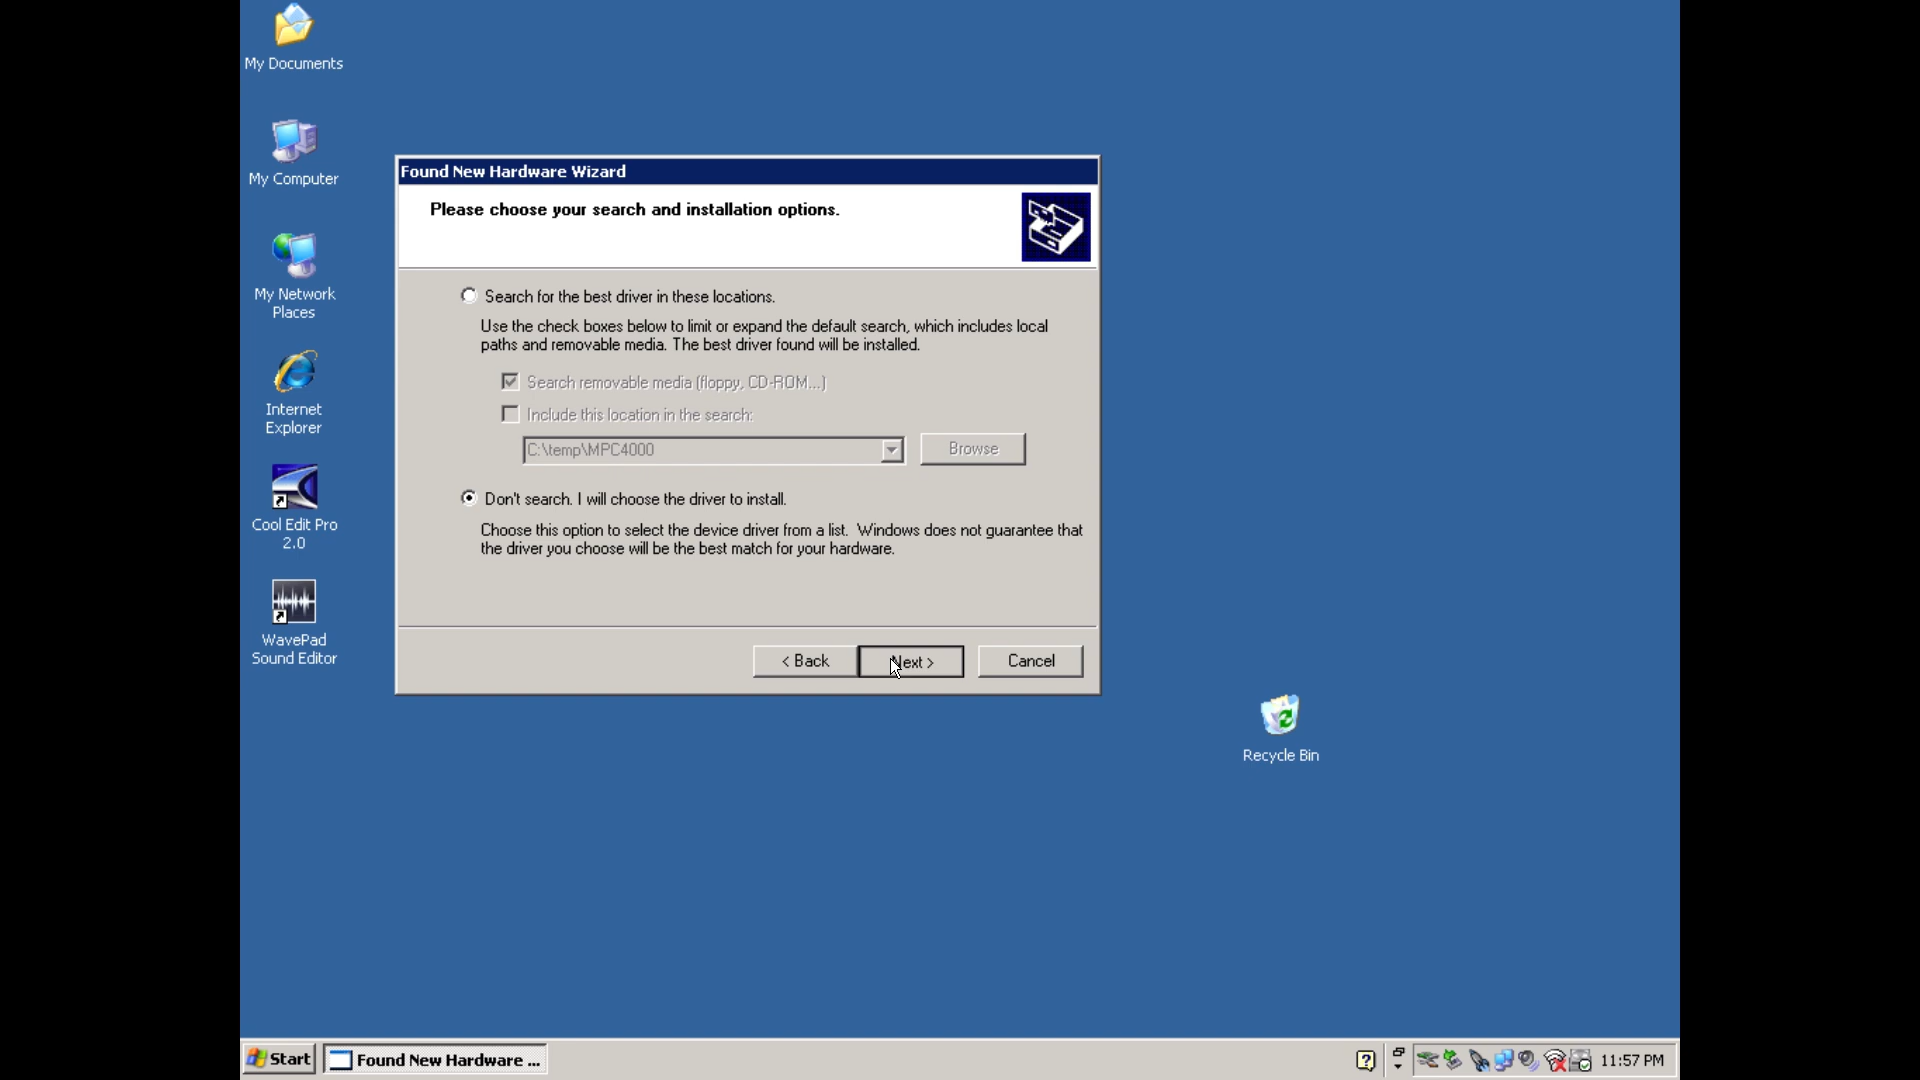 My Documents
My Computer
My Network
Places
Internet
Explorer
Cool Edit Pro
2.0
WavePad
Sound Editor
Found New Hardware Wizard
Please choose your search and installation options.
Search for the best driver in these locations.
Use the check boxes below to limit or expand the default search, which includes local
paths and removable media. The best driver found will be installed.
Search removable media (floppy, CD-ROM...)
Include this location in the search:
C:\temp\MPC4000
Browse
Don't search. I will choose the driver to install.
Choose this option to select the device driver from a list. Windows does not guarantee that
the driver you choose will be the best match for your hardware.
< Back
Next >
Cancel
Recycle Bin
Start
Found New Hardware ...
?
11:57 PM